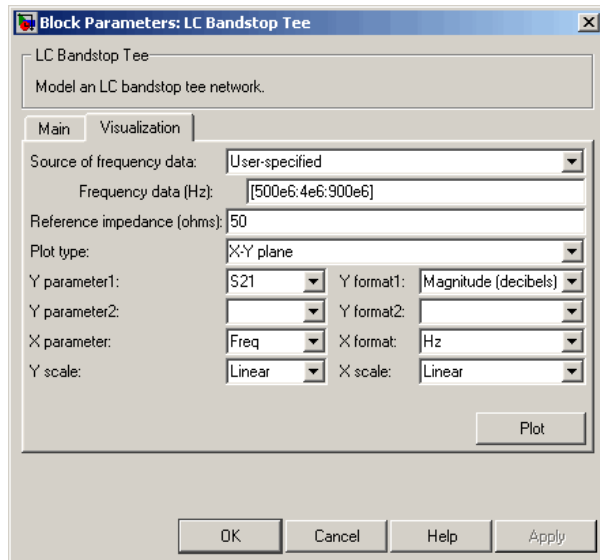 Block Parameters: LC Bandstop Tee
LC Bandstop Tee
Model an LC bandstop tee network.
Main Visualization
Source of frequency data: User-specified
Frequency data (Hz): [500e6:4e6:900e6]
Reference impedance (ohms): 50
Plot type: X-Y plane
Y parameter1: S21 Y format1: Magnitude (decibels)
Y parameter2: Y format2:
X parameter: Freq X format: Hz
Y scale: Linear X scale: Linear
Plot
OK Cancel Help Apply